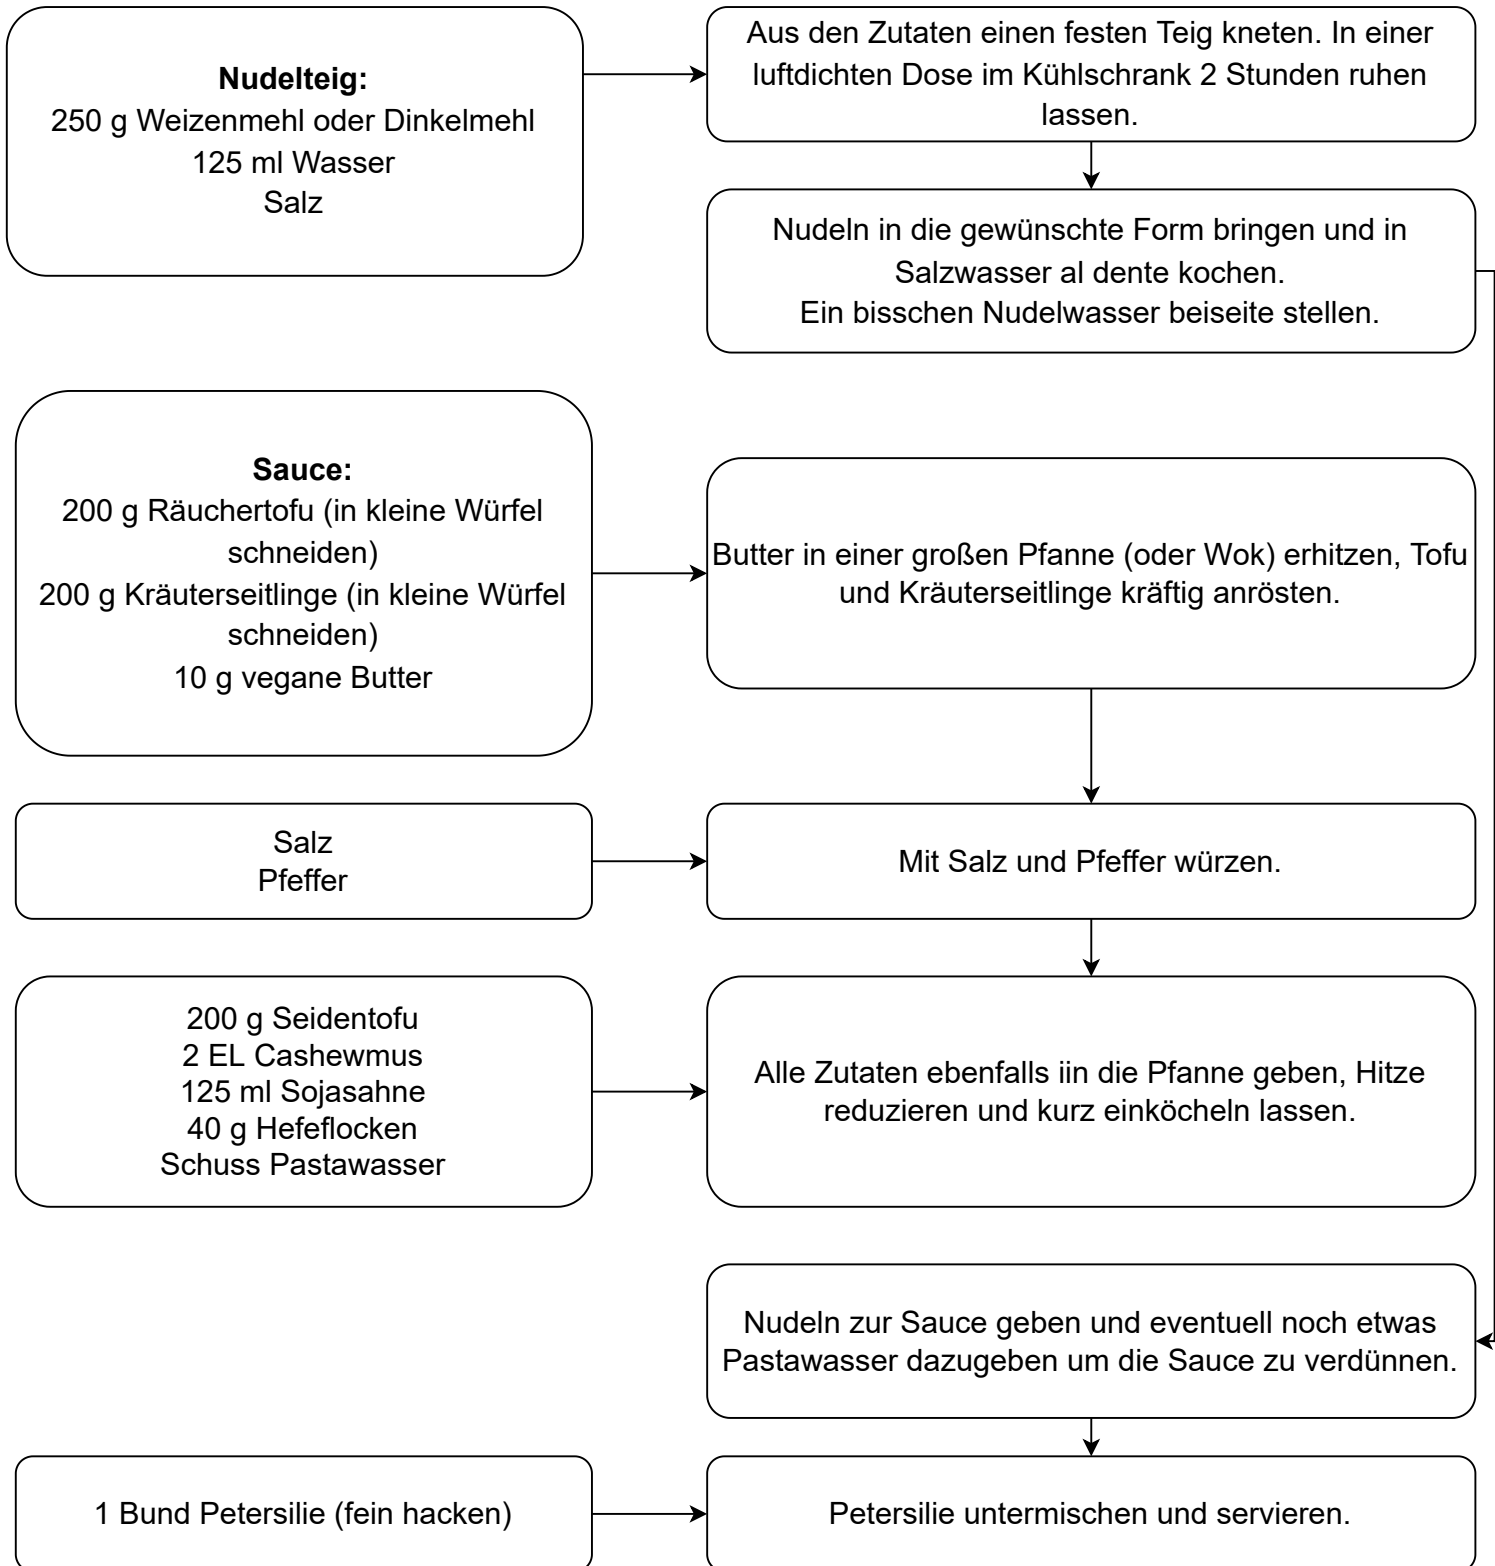 Nudelteig:
250 g Weizenmehl oder Dinkelmehl
125 ml Wasser
Salz
Aus den Zutaten einen festen Teig kneten. In einer
luftdichten Dose im Kühlschrank 2 Stunden ruhen
lassen.
Nudeln in die gewünschte Form bringen und in
Salzwasser al dente kochen.
Ein bisschen Nudelwasser beiseite stellen.
Sauce:
200 g Räuchertofu (in kleine Würfel
schneiden)
200 g Kräuterseitlinge (in kleine Würfel
schneiden)
10 g vegane Butter
Butter in einer großen Pfanne (oder Wok) erhitzen, Tofu
und Kräuterseitlinge kräftig anrösten.
Salz
Pfeffer
Mit Salz und Pfeffer würzen.
200 g Seidentofu
2 EL Cashewmus
125 ml Sojasahne
40 g Hefeflocken
Schuss Pastawasser
Alle Zutaten ebenfalls iin die Pfanne geben, Hitze
reduzieren und kurz einköcheln lassen.
Nudeln zur Sauce geben und eventuell noch etwas
Pastawasser dazugeben um die Sauce zu verdünnen.
1 Bund Petersilie (fein hacken)
Petersilie untermischen und servieren.